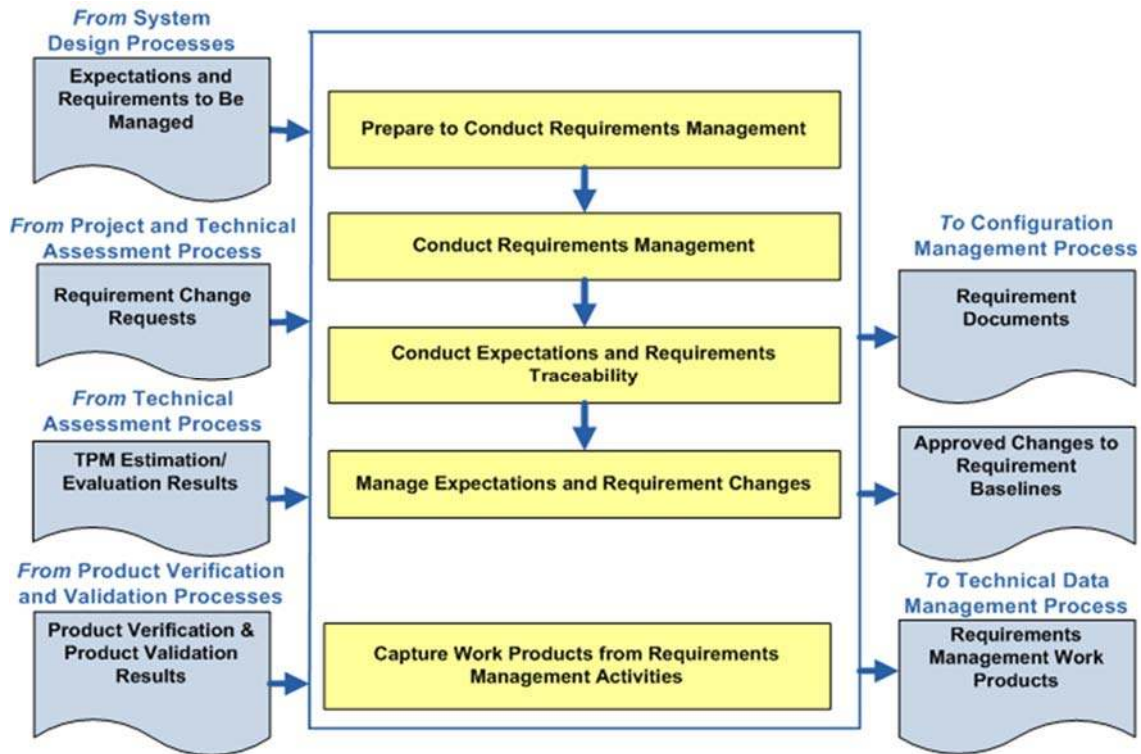 From System
Design Processes
Expectations and
Requirements to Be
Managed
From Project and Technical
Assessment Process
Requirement Change
Requests
From Technical
Assessment Process
TPM Estimation/
Evaluation Results
From Product Verification
and Validation Processes
Product Verification &
Product Validation
Results
Prepare to Conduct Requirements Management
Conduct Requirements Management
Conduct Expectations and Requirements
Traceability
Manage Expectations and Requirement Changes
Capture Work Products from Requirements
Management Activities
To Configuration
Management Process
Requirement
Documents
Approved Changes to
Requirement
Baselines
To Technical Data
Management Process
Requirements
Management Work
Products